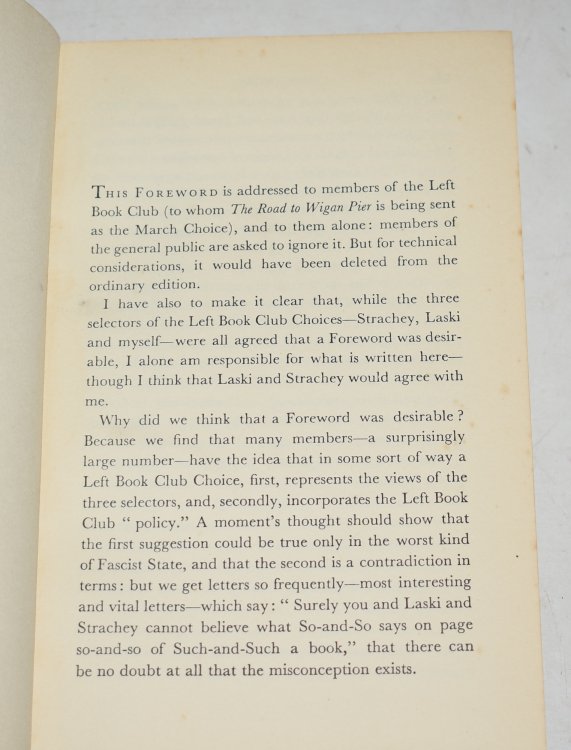 THIS FOREWORD is addressed to members of the Left
Book Club (to whom The Road to Wigan Pier is being sent
as the March Choice), and to them alone: members of
the general public are asked to ignore it. But for technical
considerations, it would have been deleted from the
ordinary edition.
I have also to make it clear that, while the three
selectors of the Left Book Club Choices—Strachey, Laski
and myself—were all agreed that a Foreword was desir-
able, I alone am responsible for what is written here—
though I think that Laski and Strachey would agree with
me.
Why did we think that a Foreword was desirable?
Because we find that many members—a surprisingly
large number—have the idea that in some sort of way a
Left Book Club Choice, first, represents the views of the
three selectors, and, secondly, incorporates the Left Book
Club “ policy.” A moment's thought should show that
the first suggestion could be true only in the worst kind
of Fascist State, and that the second is a contradiction in
terms: but we get letters so frequently—most interesting
and vital letters—which say: “ Surely you and Laski and
Strachey cannot believe what So-and-So says on page
so-and-so of Such-and-Such a book,” that there can
be no doubt at all that the misconception exists.